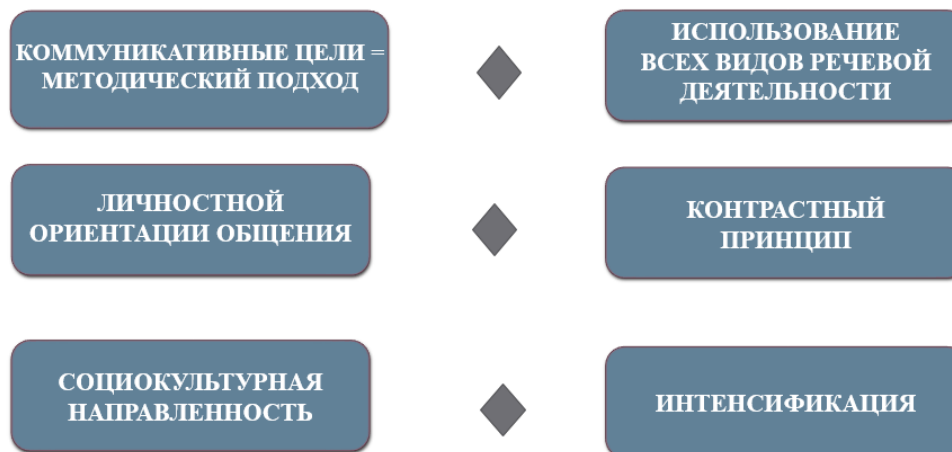 КОММУНИКАТИВНЫЕ ЦЕЛИ =
МЕТОДИЧЕСКИЙ ПОДХОД
ИСПОЛЬЗОВАНИЕ
ВСЕХ ВИДОВ РЕЧЕВОЙ
ДЕЯТЕЛЬНОСТИ
ЛИЧНОСТНОЙ
ОРИЕНТАЦИИ ОБЩЕНИЯ
КОНТРАСТНЫЙ
ПРИНЦИП
СОЦИОКУЛЬТУРНАЯ
НАПРАВЛЕННОСТЬ
ИНТЕНСИФИКАЦИЯ